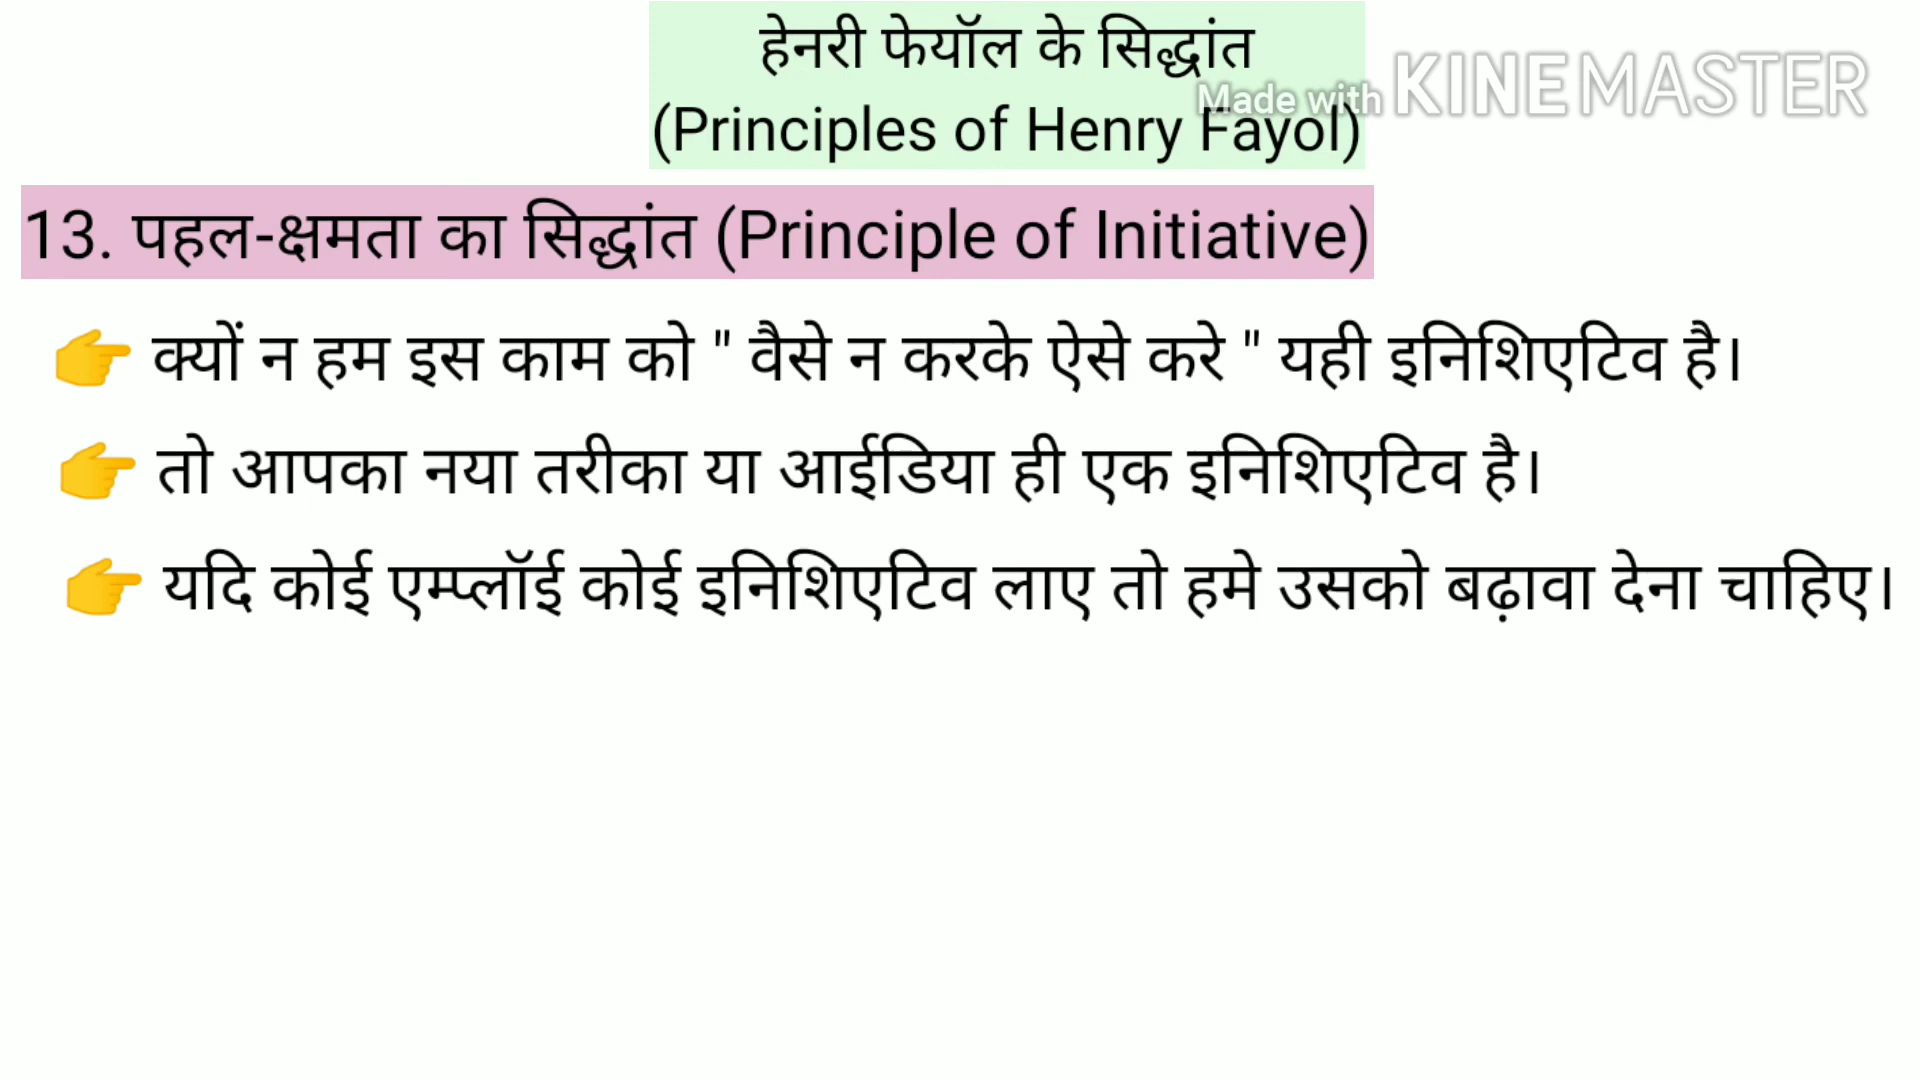 हेनरी फेयॉल के सिद्धांत
Made with KINEMASTER
(Principles of Henry Fayol)
13. पहल-क्षमता का सिद्धांत (Principle of Initiative)
👉 क्यों न हम इस काम को " वैसे न करके ऐसे करे " यही इनिशिएटिव है।
👉 तो आपका नया तरीका या आईडिया ही एक इनिशिएटिव है।
👉 यदि कोई एम्प्लॉई कोई इनिशिएटिव लाए तो हमे उसको बढ़ावा देना चाहिए।